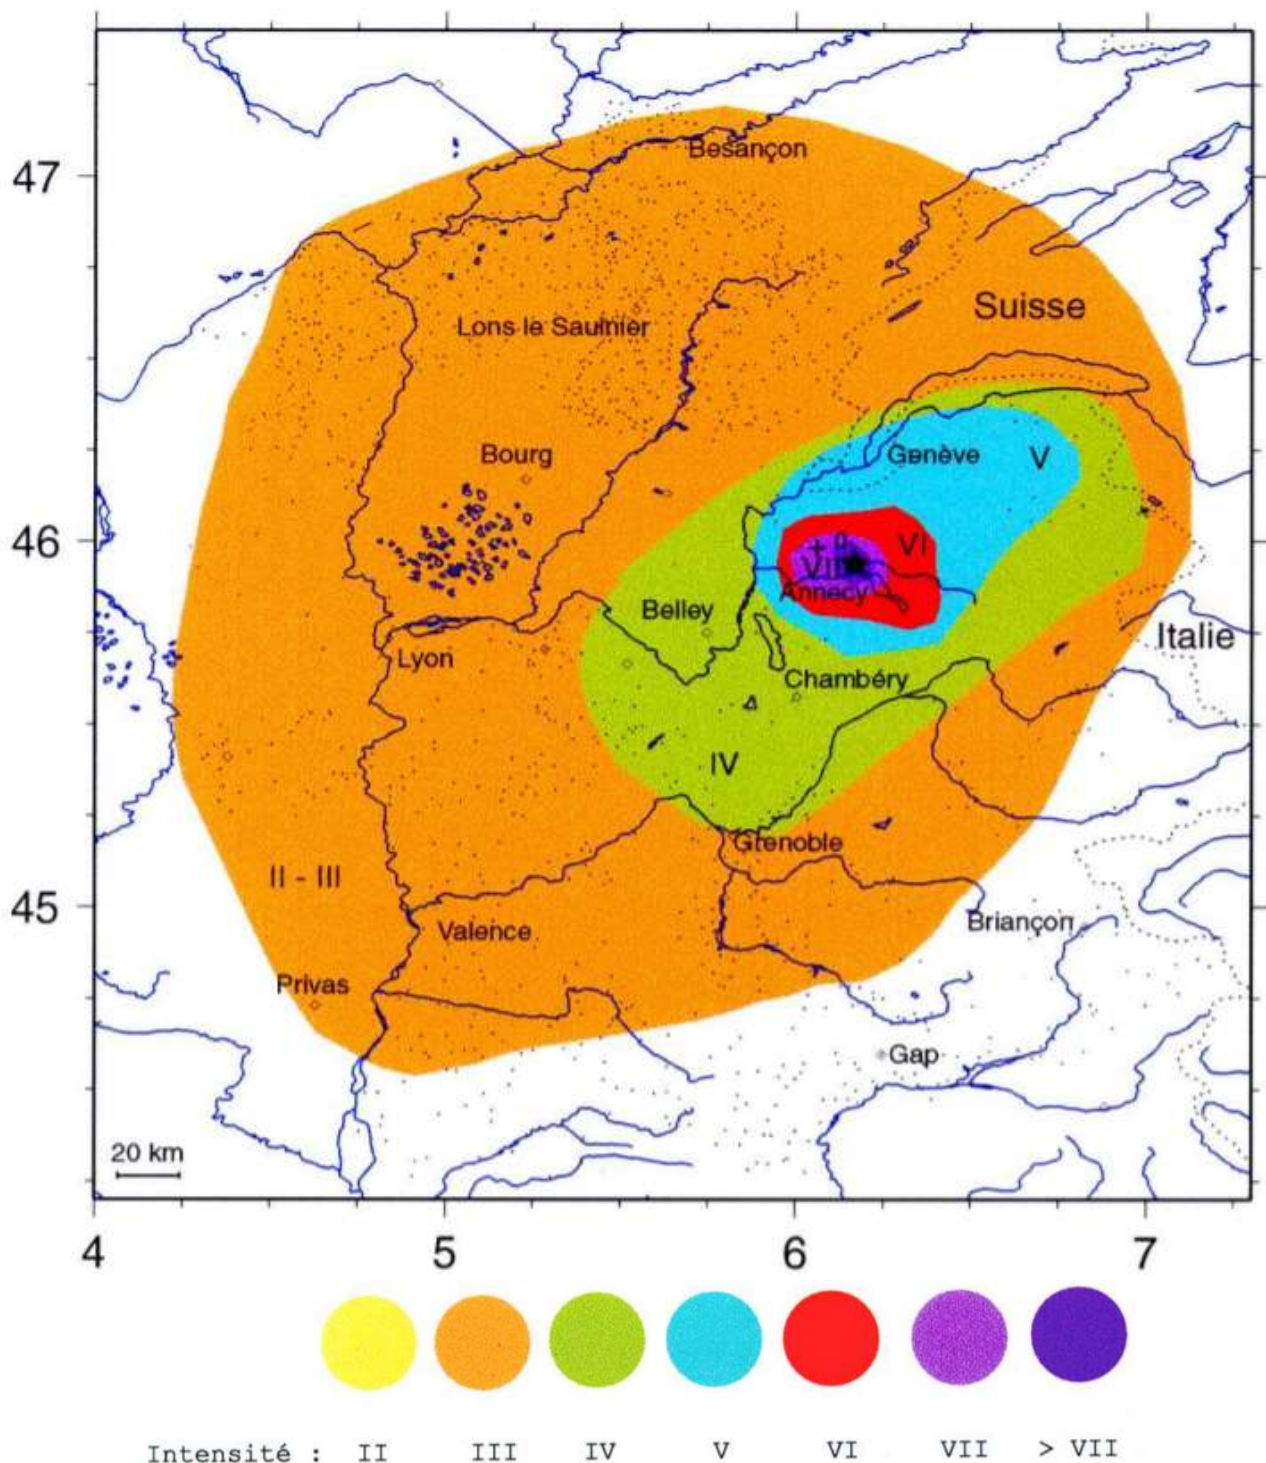 47
Besançon
Suisse
Lons le Saulnier
Bourg
Genève
V
46
+
VI
VII
Annecy
Belley
Italie
Lyon
Chambéry
IV
Grenoble
II - III
45
Briançon
Valence
Privas
Gap
20 km
4 5 6 7
Intensité : II III IV V VI VII > VII